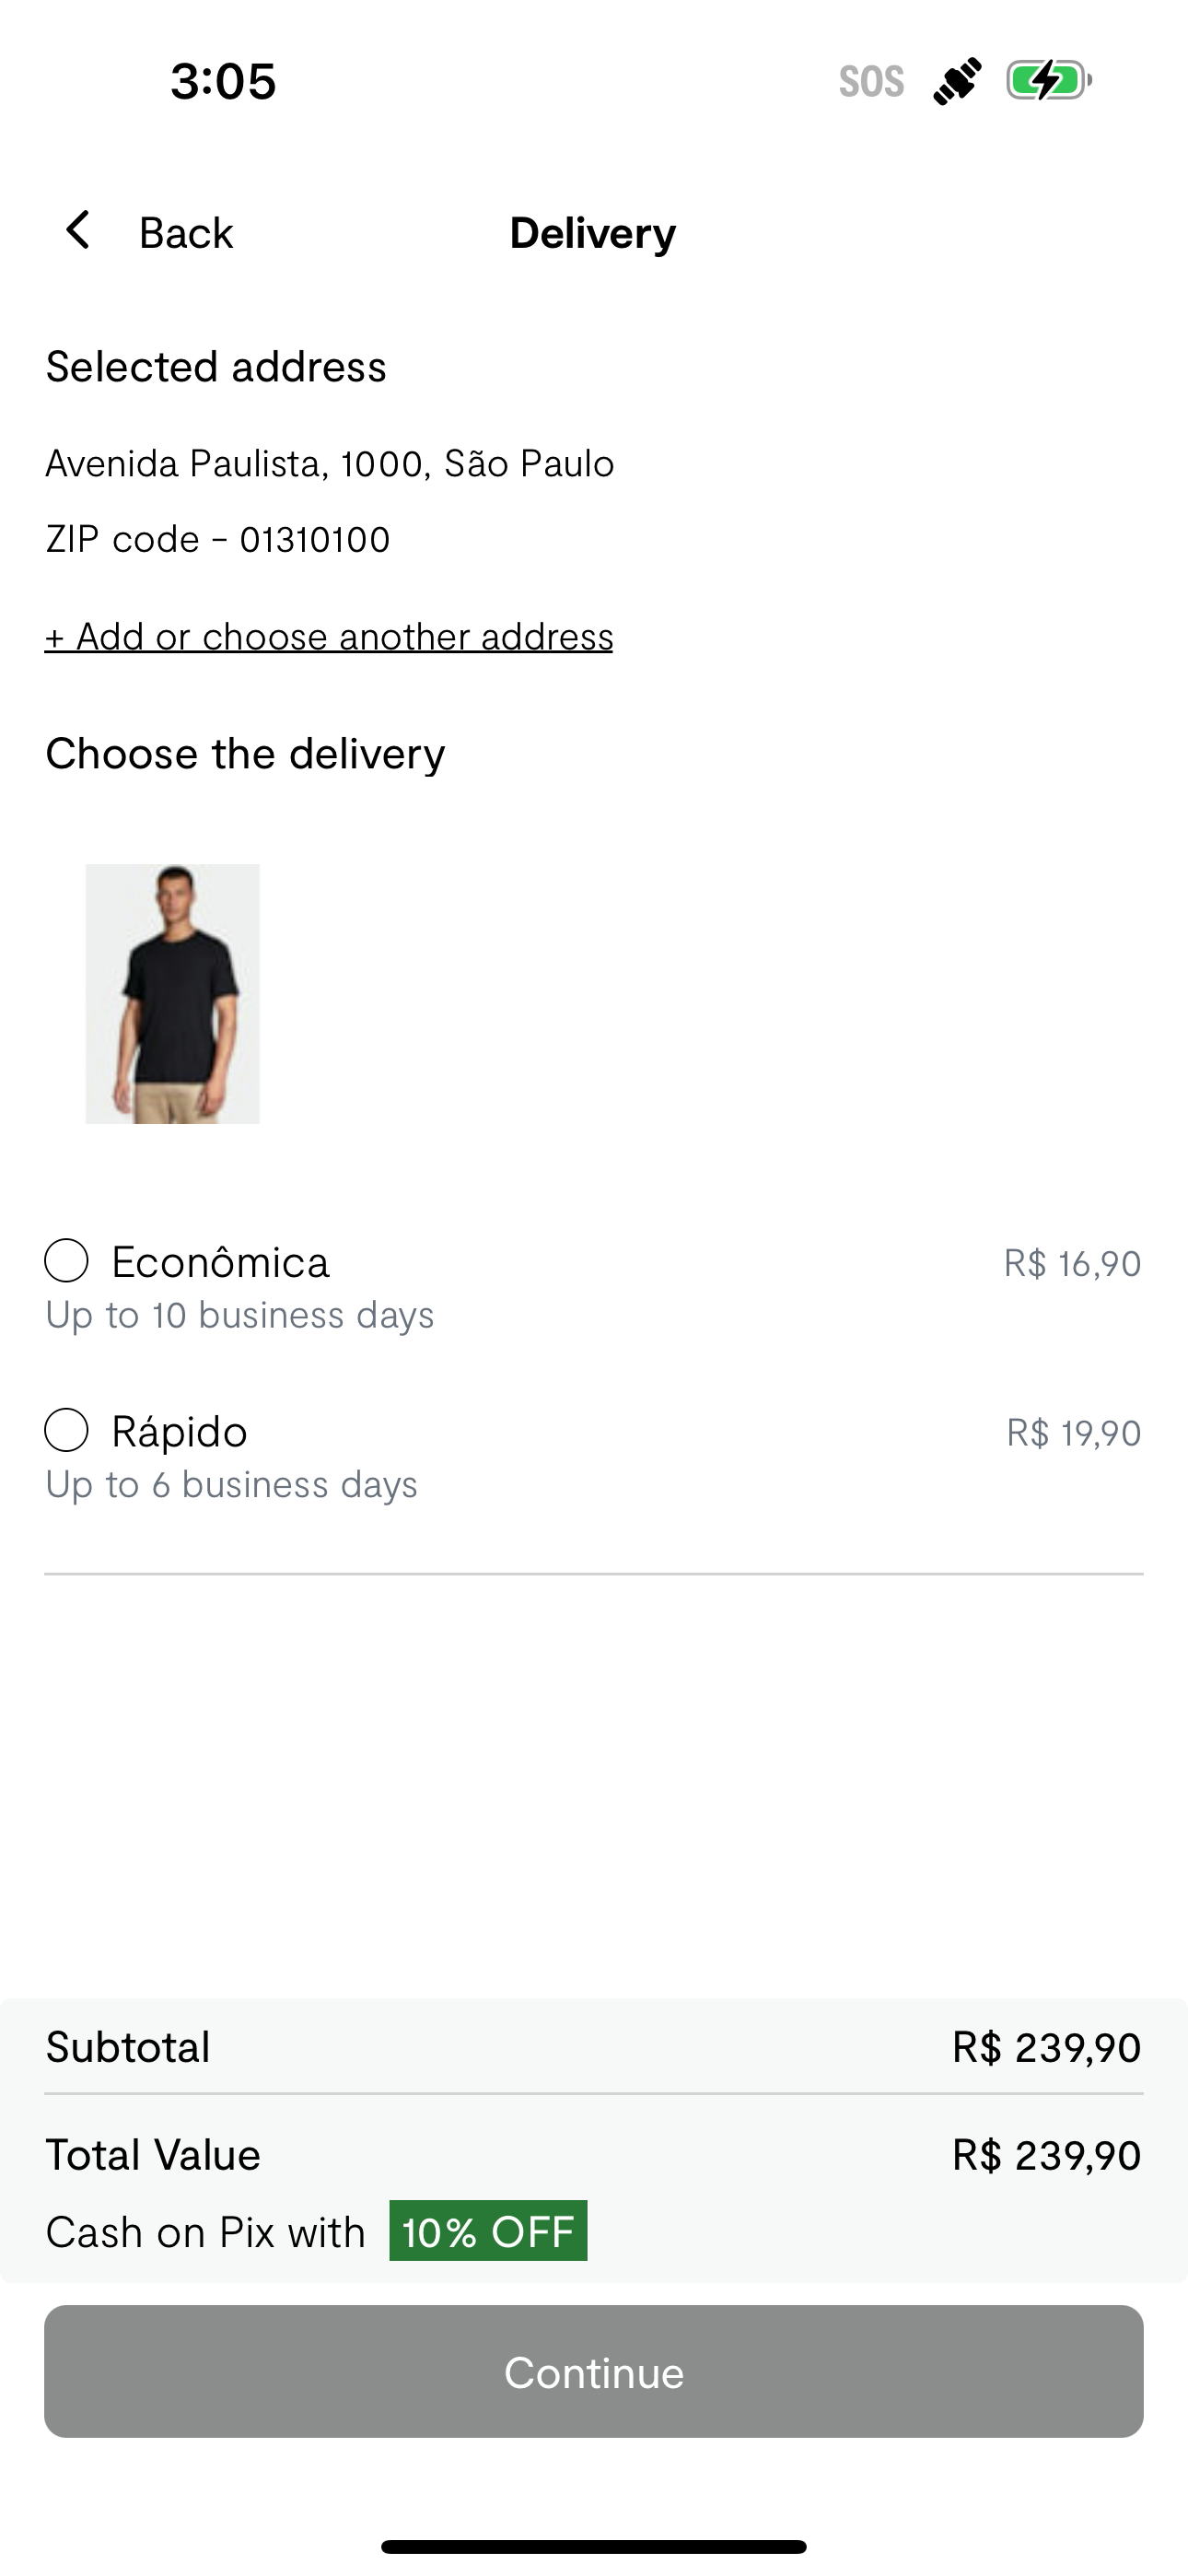 3:05 SOS
Back Delivery
Selected address
Avenida Paulista, 1000, São Paulo
ZIP code - 01310100
+ Add or choose another address
Choose the delivery
Econômica R$ 16,90
Up to 10 business days
Rápido R$ 19,90
Up to 6 business days
Subtotal R$ 239,90
Total Value R$ 239,90
Cash on Pix with 10% OFF
Continue